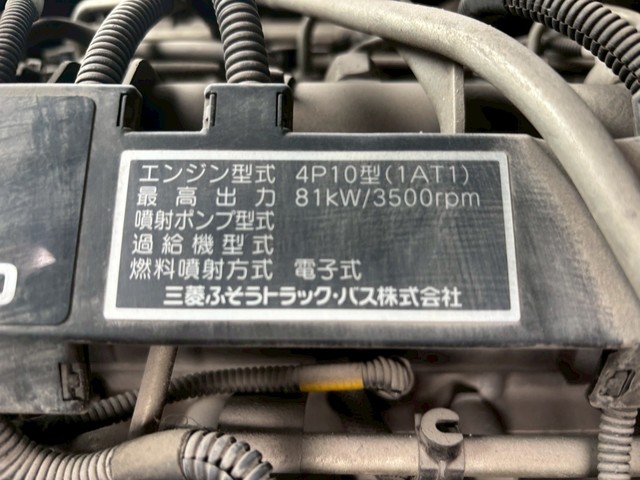 エンジン型式 4P10型(1AT1)
最高出力 81kW/3500rpm
噴射ポンプ型式
過給機型式
燃料噴射方式 電子式
三菱ふそうトラック・バス株式会社